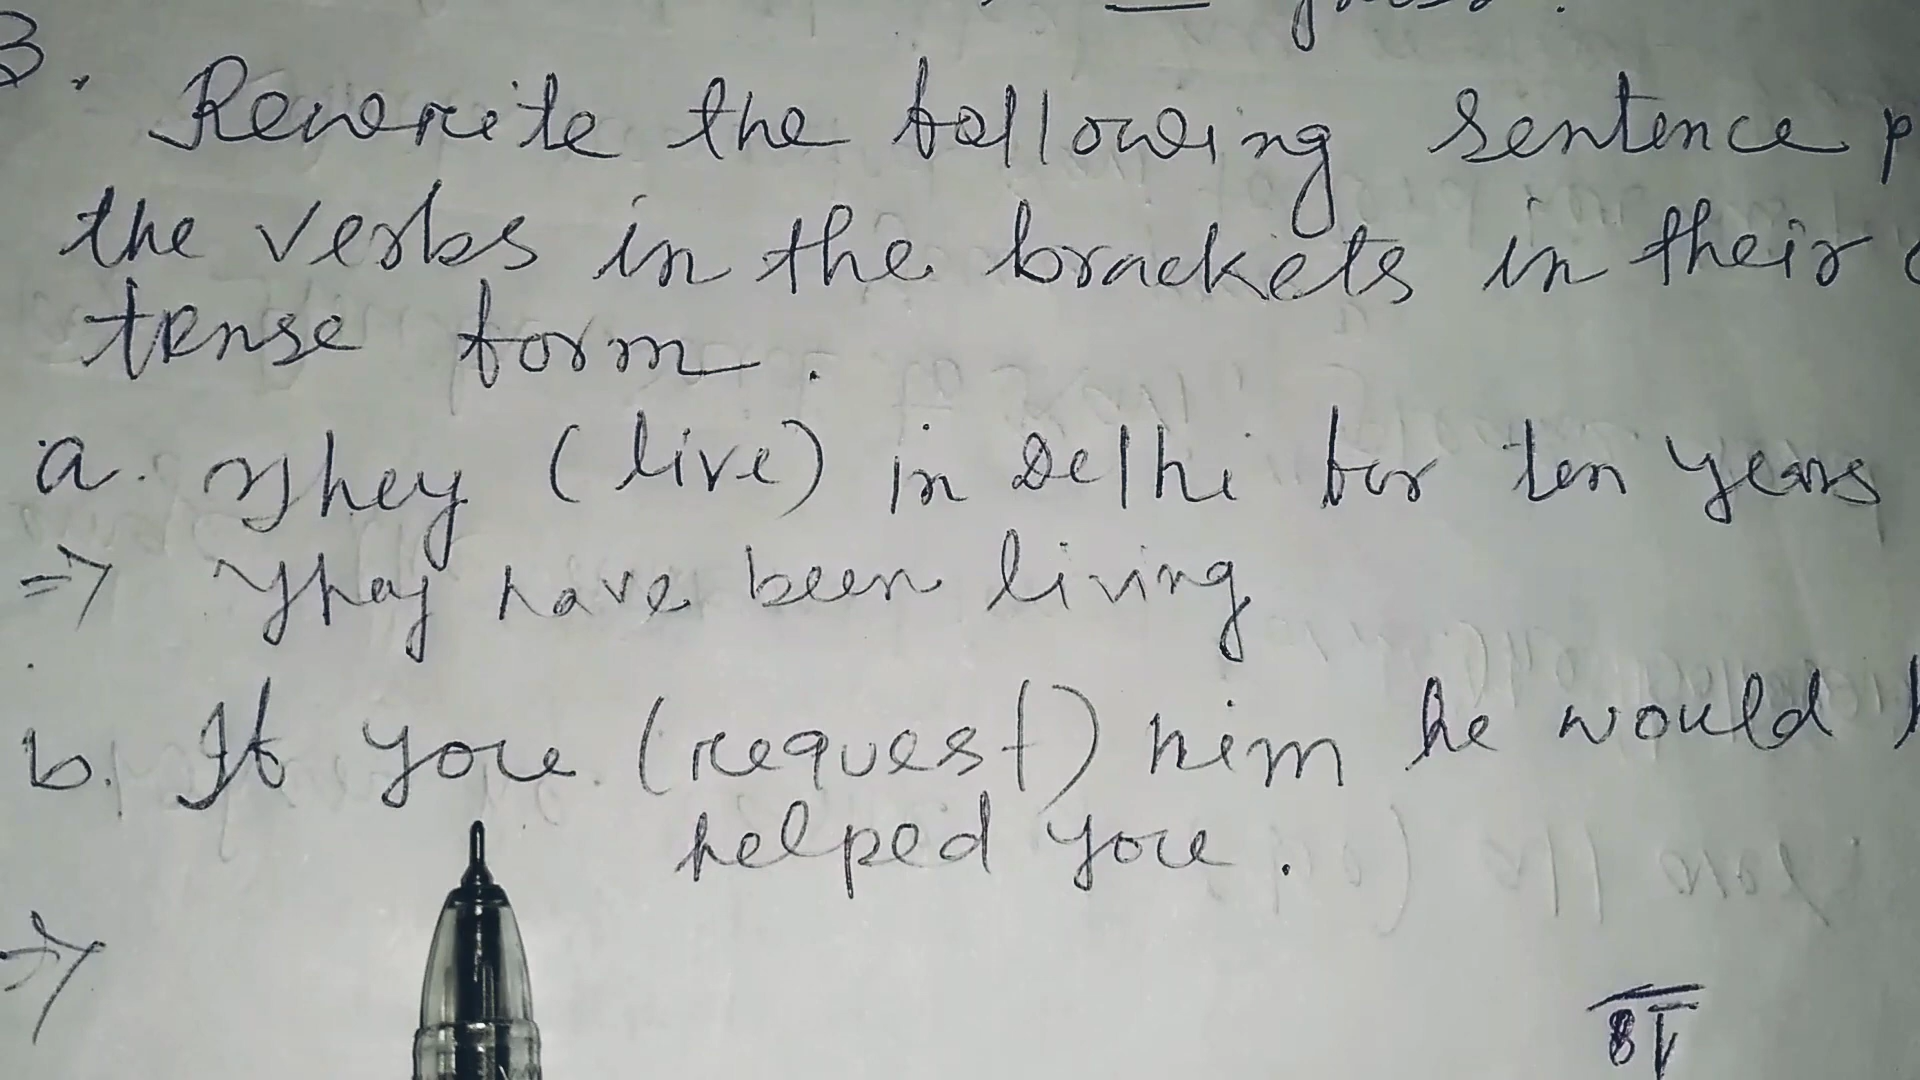 3. Rewrite the following sentence
the verbs in the brackets in their
tense form.
a. They (live) in Delhi for ten years
=> They have been living
b. If you (request) him he would
helped you.
=>